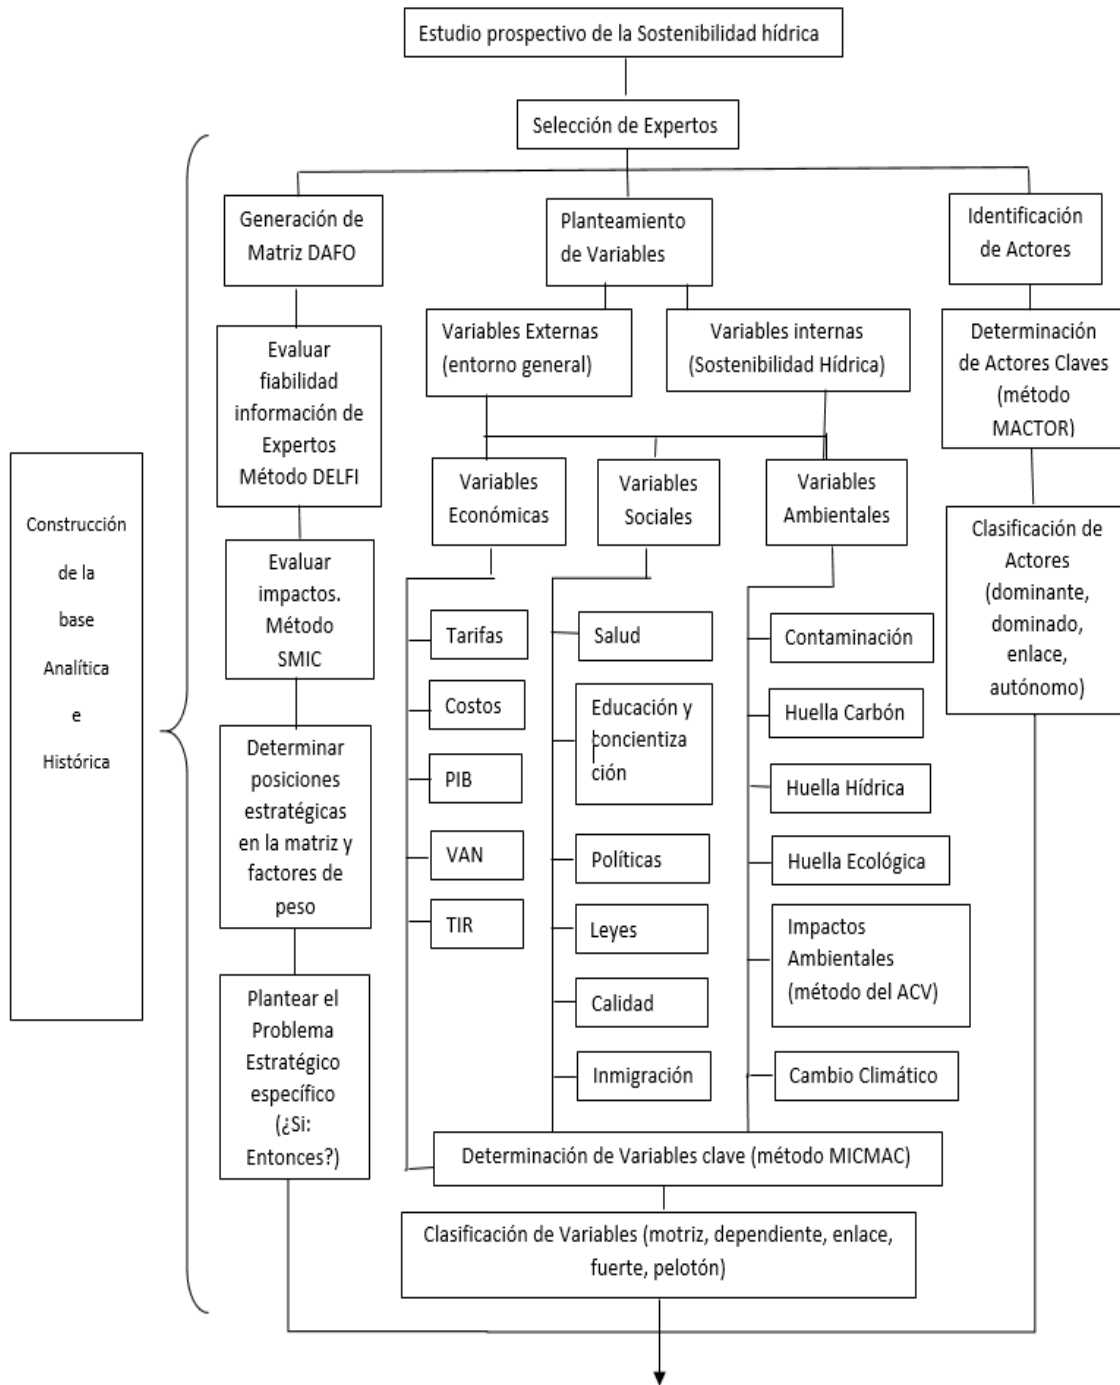 Estudio prospectivo de la Sostenibilidad hídrica
Selección de Expertos
Construcción
de la
base
Analítica
e
Histórica
Generación de
Matriz DAFO
Evaluar
fiabilidad
información de
Expertos
Método DELFI
Evaluar
impactos.
Método
SMIC
Determinar
posiciones
estratégicas
en la matriz y
factores de
peso
Plantear el
Problema
Estratégico
específico
(¿Si:
Entonces?)
Planteamiento
de Variables
Variables Externas
(entorno general)
Variables internas
(Sostenibilidad Hídrica)
Variables
Económicas
Tarifas
Costos
PIB
VAN
TIR
Variables
Sociales
Salud
Educación y
concientiza
ción
Políticas
Leyes
Calidad
Inmigración
Variables
Ambientales
Contaminación
Huella Carbón
Huella Hídrica
Huella Ecológica
Impactos
Ambientales
(método del ACV)
Cambio Climático
Determinación de Variables clave (método MICMAC)
Clasificación de Variables (motriz, dependiente, enlace,
fuerte, pelotón)
Identificación
de Actores
Determinación
de Actores Claves
(método
MACTOR)
Clasificación de
Actores
(dominante,
dominado,
enlace,
autónomo)